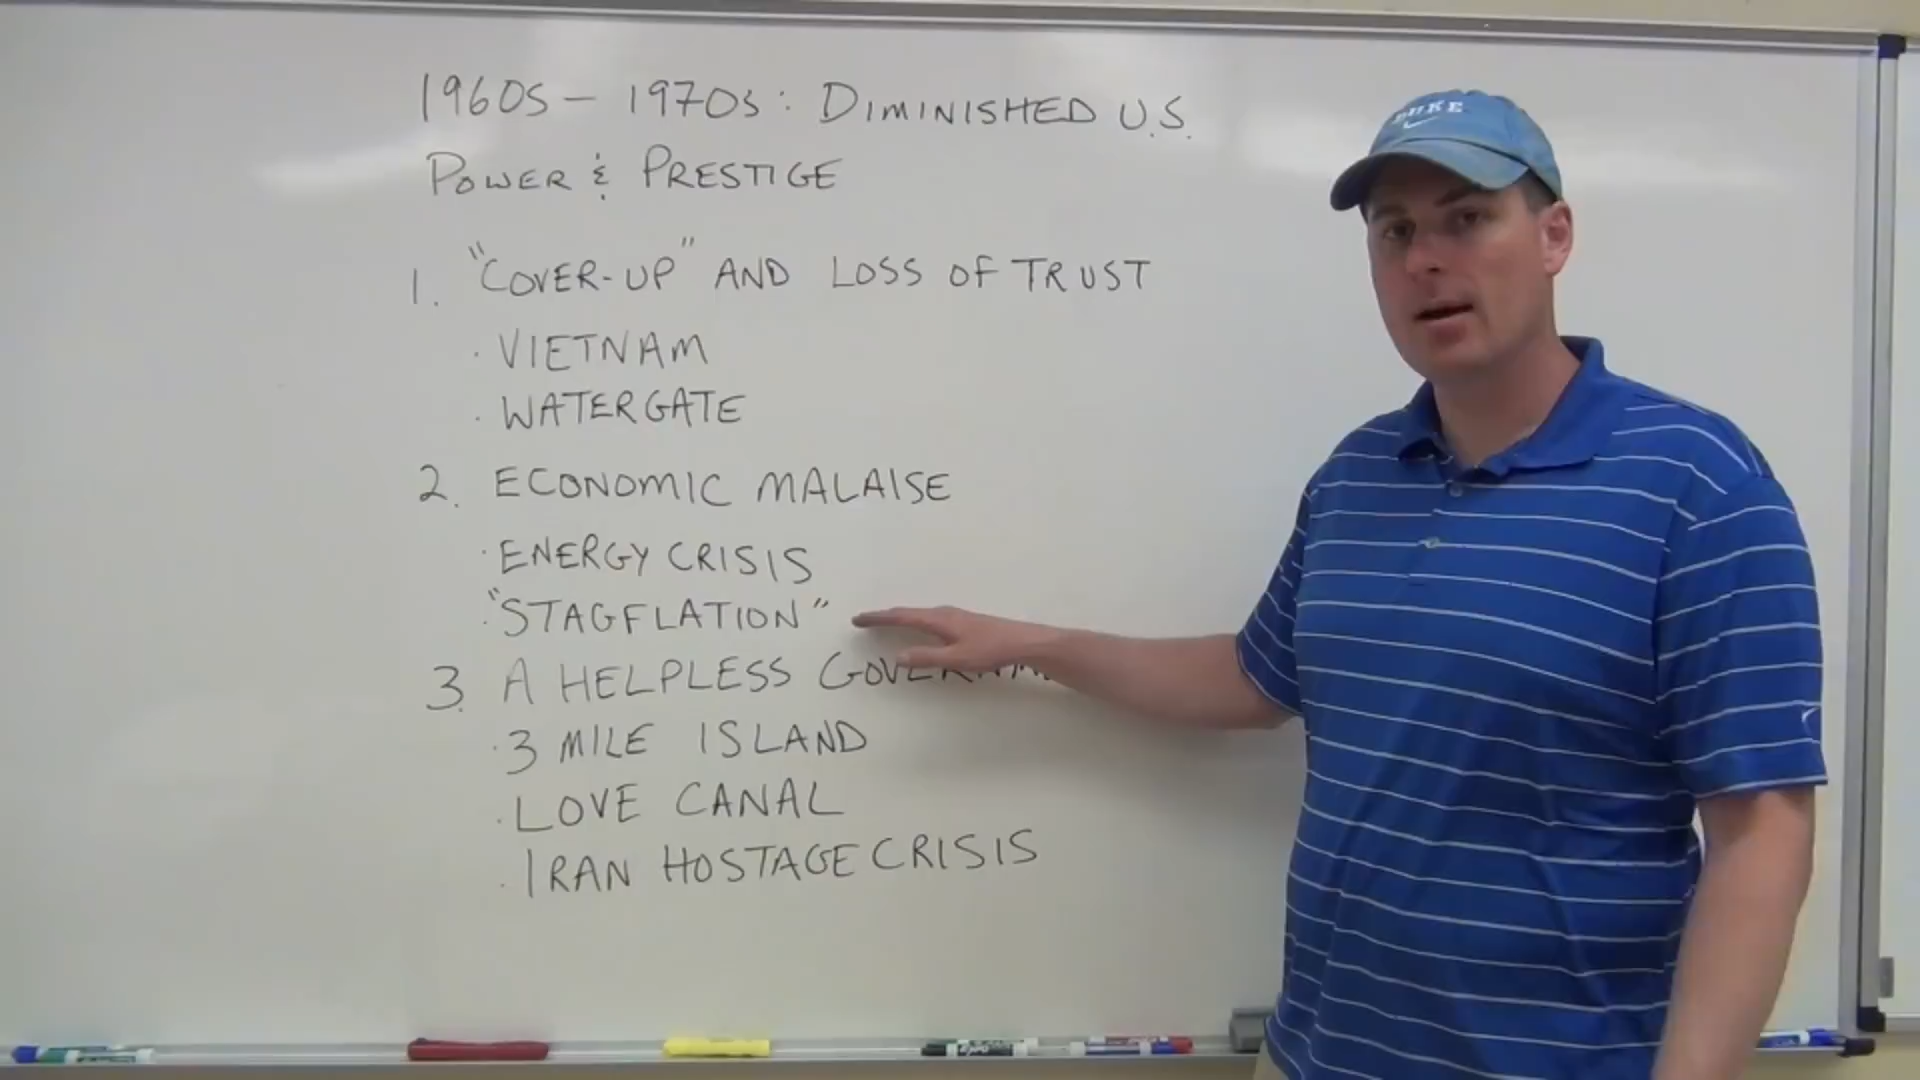 1960s – 1970s: DIMINISHED U.S.
POWER & PRESTIGE
1. "COVER-UP" AND LOSS OF TRUST
· VIETNAM
· WATERGATE
2. ECONOMIC MALAISE
· ENERGY CRISIS
· "STAGFLATION"
3. A HELPLESS
· 3 MILE ISLAND
· LOVE CANAL
· IRAN HOSTAGE CRISIS
DUKE